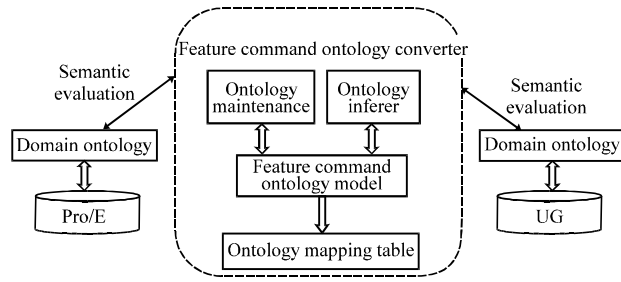 Feature command ontology converter
Semantic
evaluation
Ontology
maintenance
Ontology
inferer
Semantic
evaluation
Domain ontology
Feature command
ontology model
Domain ontology
Pro/E
UG
Ontology mapping table